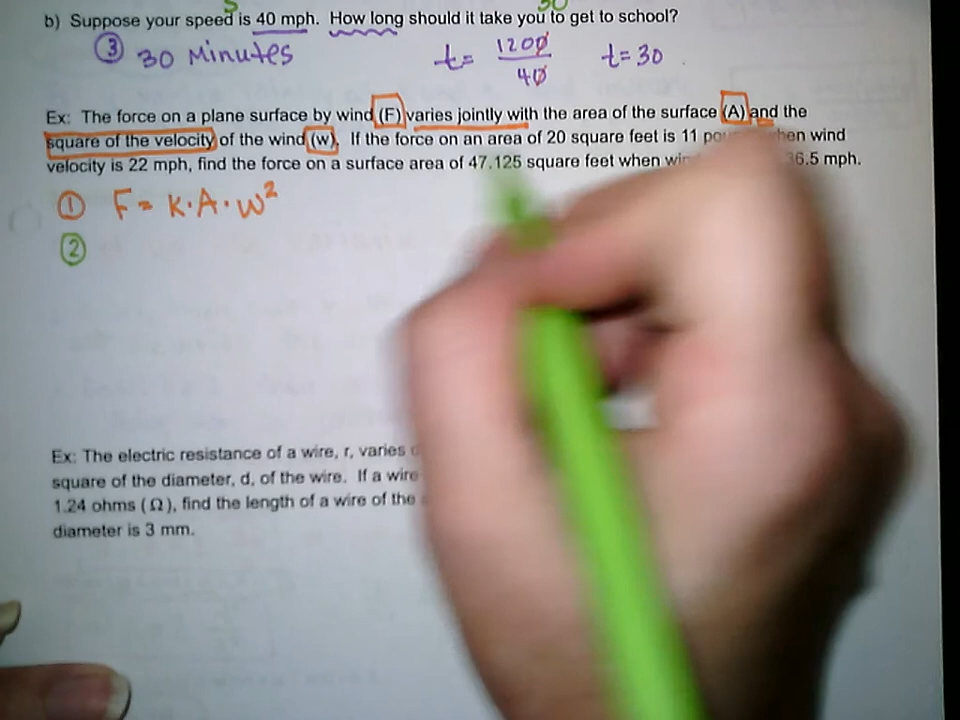 b) Suppose your speed is 40 mph. How long should it take you to get to school?
③ 30 Minutes t= 1200/40 t=30
Ex: The force on a plane surface by wind (F) varies jointly with the area of the surface (A) and the
square of the velocity of the wind (w). If the force on an area of 20 square feet is 11 when wind
velocity is 22 mph, find the force on a surface area of 47.125 square feet when 36.5 mph.
① F = K·A·w²
②
Ex: The electric resistance of a wire, r, varies
square of the diameter, d, of the wire. If a wire
1.24 ohms (Ω), find the length of a wire of the
diameter is 3 mm.